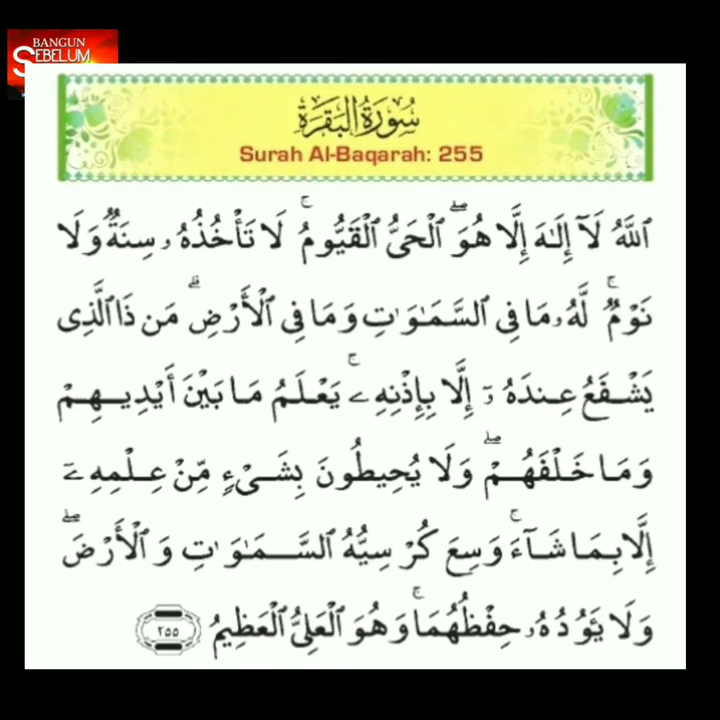 BANGUN
SEBELUM
سُورَةُ الْبَقَرَةِ
Surah Al-Baqarah: 255
ٱللَّهُ لَآ إِلَـٰهَ إِلَّا هُوَ ۖ ٱلْحَىُّ ٱلْقَيُّومُ ۚ لَا تَأْخُذُهُۥ سِنَةٌ وَلَا
نَوْمٌ ۚ لَّهُۥ مَا فِى ٱلسَّمَـٰوَٰتِ وَمَا فِى ٱلْأَرْضِ ۗ مَن ذَا ٱلَّذِى
يَشْفَعُ عِندَهُۥٓ إِلَّا بِإِذْنِهِۦ ۚ يَعْلَمُ مَا بَيْنَ أَيْدِيهِمْ
وَمَا خَلْفَهُمْ ۖ وَلَا يُحِيطُونَ بِشَىْءٍ مِّنْ عِلْمِهِۦٓ
إِلَّا بِمَا شَآءَ ۚ وَسِعَ كُرْسِيُّهُ ٱلسَّمَـٰوَٰتِ وَٱلْأَرْضَ ۖ
وَلَا يَـُٔودُهُۥ حِفْظُهُمَا ۚ وَهُوَ ٱلْعَلِىُّ ٱلْعَظِيمُ ٢٥٥